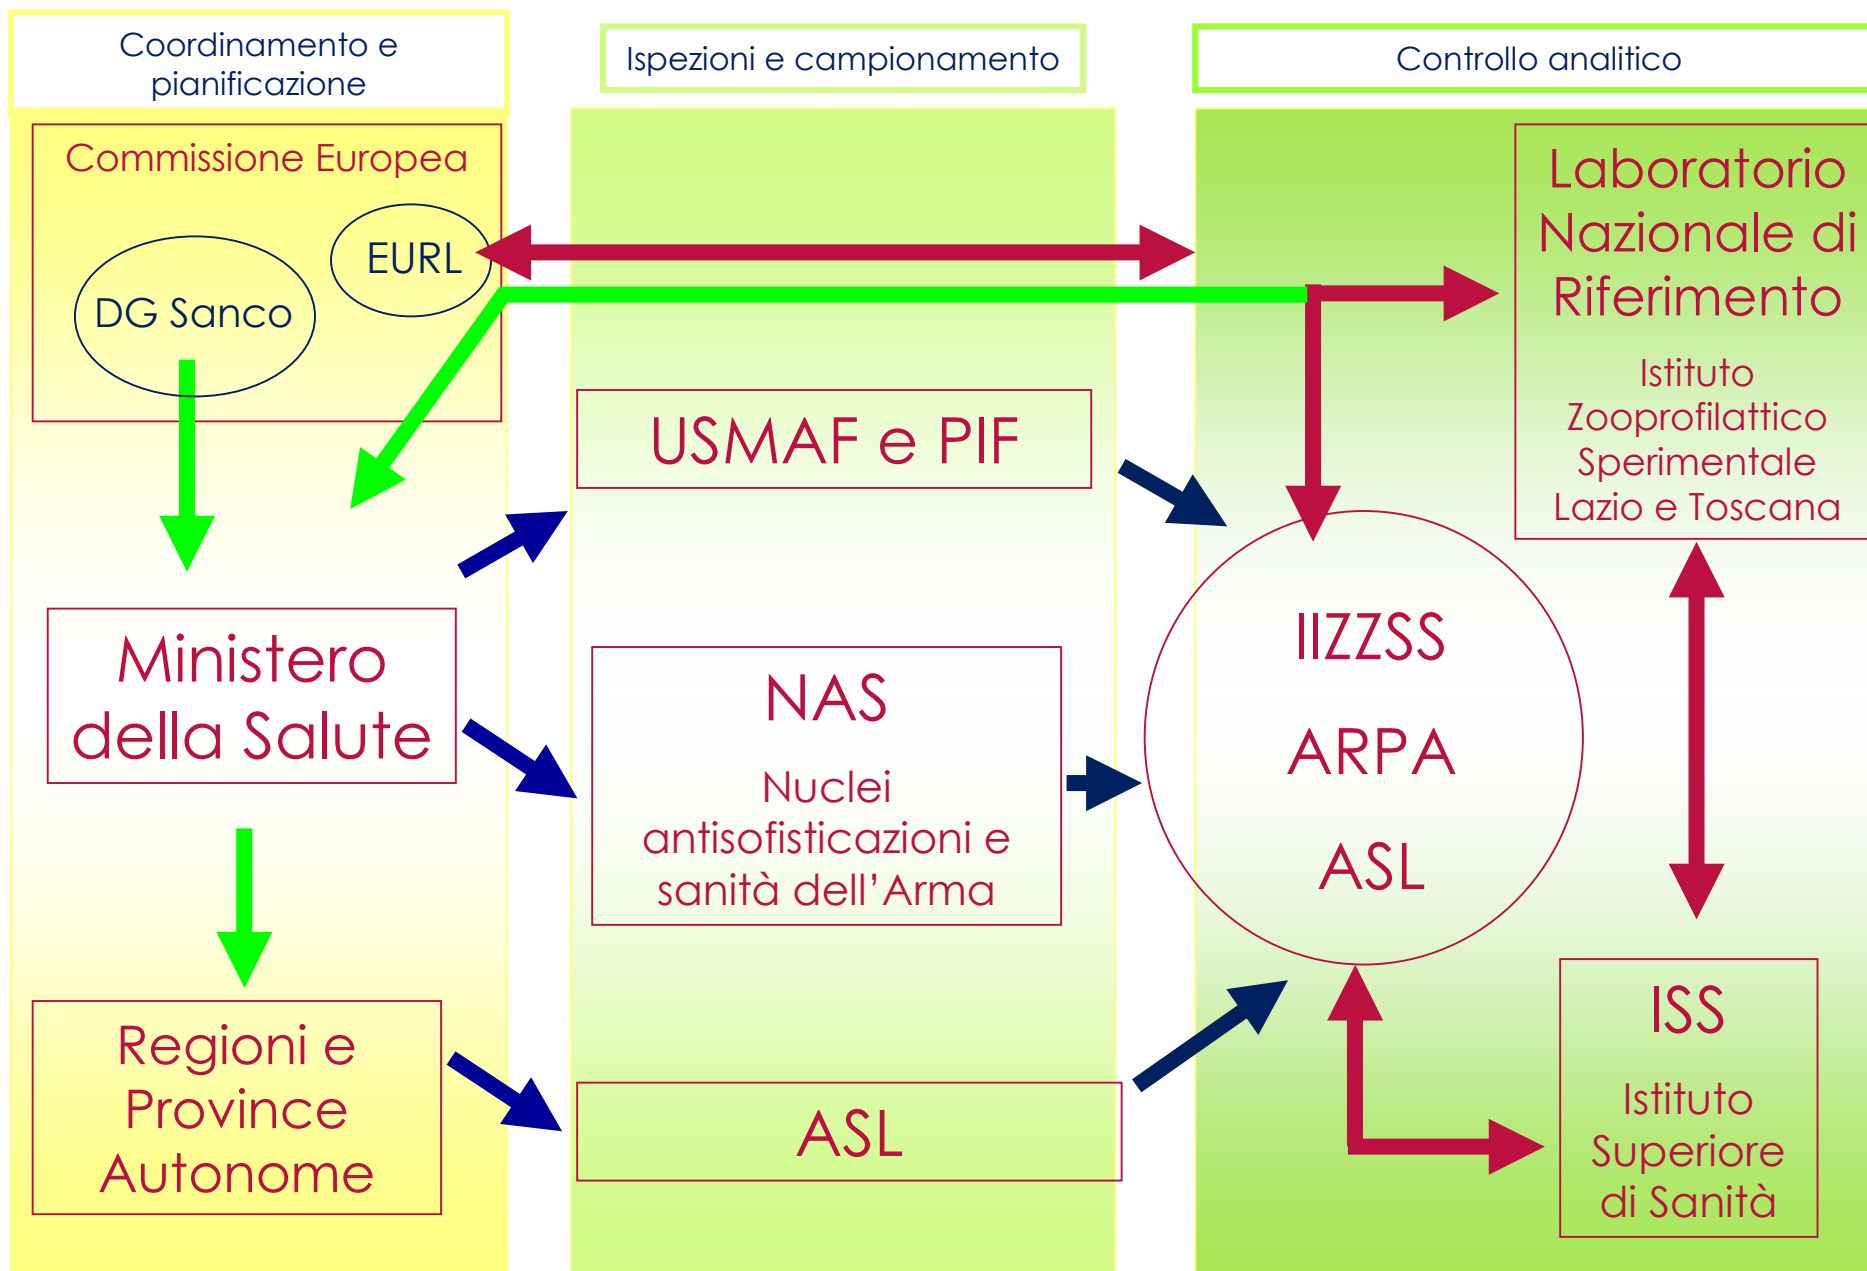 Coordinamento e
pianificazione
Ispezioni e campionamento
Controllo analitico
Commissione Europea
EURL
DG Sanco
Ministero
della Salute
Regioni e
Province
Autonome
USMAF e PIF
NAS
Nuclei
antisofisticazioni e
sanità dell’Arma
ASL
Laboratorio
Nazionale di
Riferimento
Istituto
Zooprofilattico
Sperimentale
Lazio e Toscana
IIZZSS
ARPA
ASL
ISS
Istituto
Superiore
di Sanità